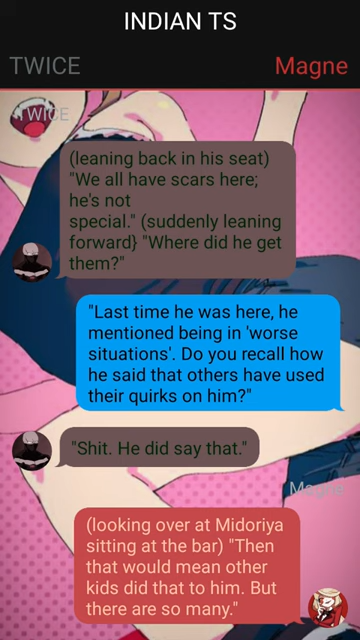 INDIAN TS
TWICE Magne
TWICE
(leaning back in his seat)
"We all have scars here;
he's not
special." (suddenly leaning
forward} "Where did he get
them?"
"Last time he was here, he
mentioned being in 'worse
situations'. Do you recall how
he said that others have used
their quirks on him?"
"Shit. He did say that."
Magne
(looking over at Midoriya
sitting at the bar) "Then
that would mean other
kids did that to him. But
there are so many."